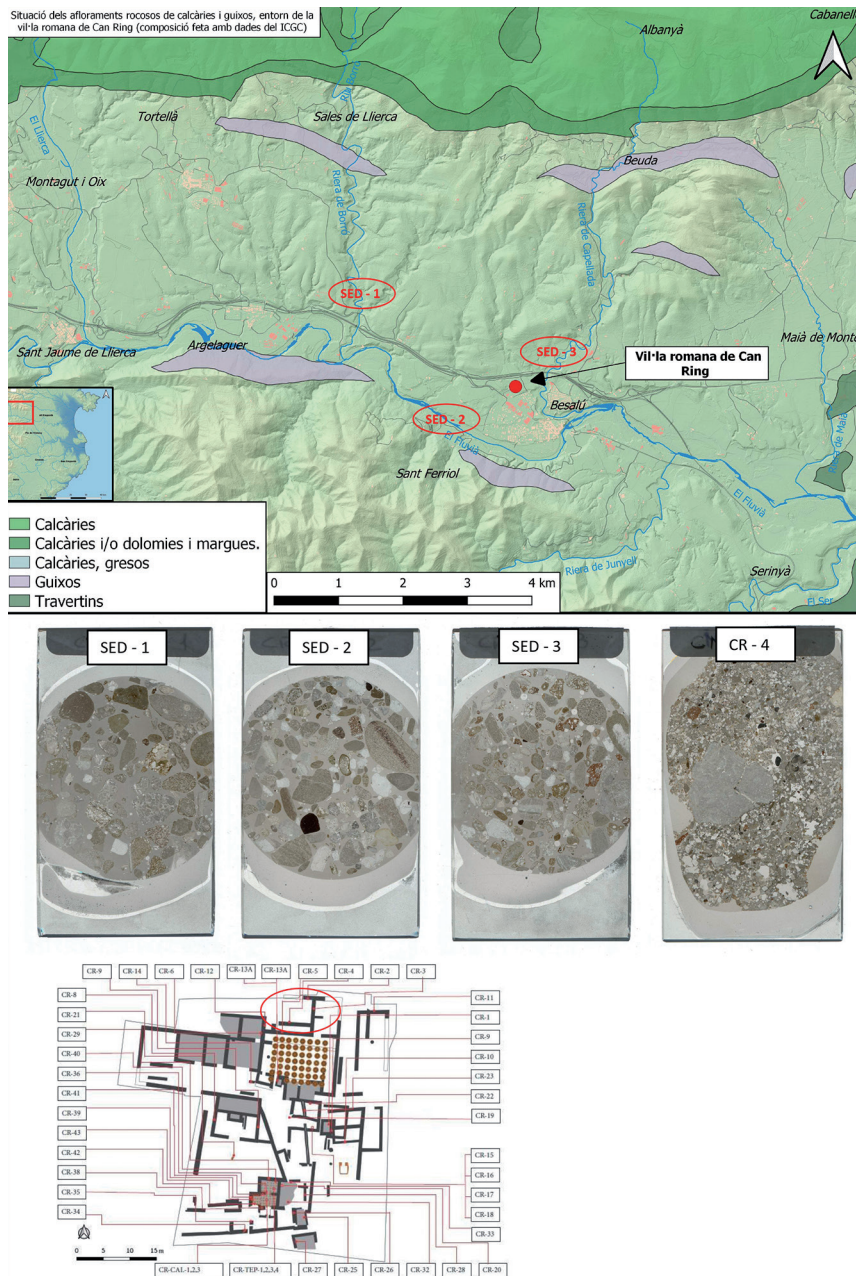 Situació dels afloraments rocosos de calcàries i guixos, entorn de la
vil·la romana de Can Ring (composició feta amb dades del ICGC)
Cabanell
Albanyà
Riu Borró
Tortellà
Sales de Llierca
El Llierca
Beuda
Montagut i Oix
Riera de Borró
Riera de Capellada
SED - 1
Maià de Montc
Sant Jaume de Llierca
Argelaguer
SED - 3
Vil·la romana de Can
Ring
Besalú
SED - 2
El Fluvià
Riera de Maià
Sant Ferriol
El Fluvià
Calcàries
Calcàries i/o dolomies i margues.
Calcàries, gresos
Guixos
Travertins
0 1 2 3 4 km
Riera de Junyell
Serinyà
El Ser
SED - 1
SED - 2
SED - 3
CR - 4
CR-9
CR-14
CR-6
CR-12
CR-13A
CR-13A
CR-5
CR-4
CR-2
CR-3
CR-8
CR-21
CR-29
CR-40
CR-36
CR-41
CR-39
CR-43
CR-42
CR-38
CR-35
CR-34
CR-11
CR-1
CR-9
CR-10
CR-23
CR-22
CR-19
CR-15
CR-16
CR-17
CR-18
CR-33
0 5 10 15 m
CR-CAL-1,2,3
CR-TEP-1,2,3,4
CR-27
CR-25
CR-26
CR-32
CR-28
CR-20